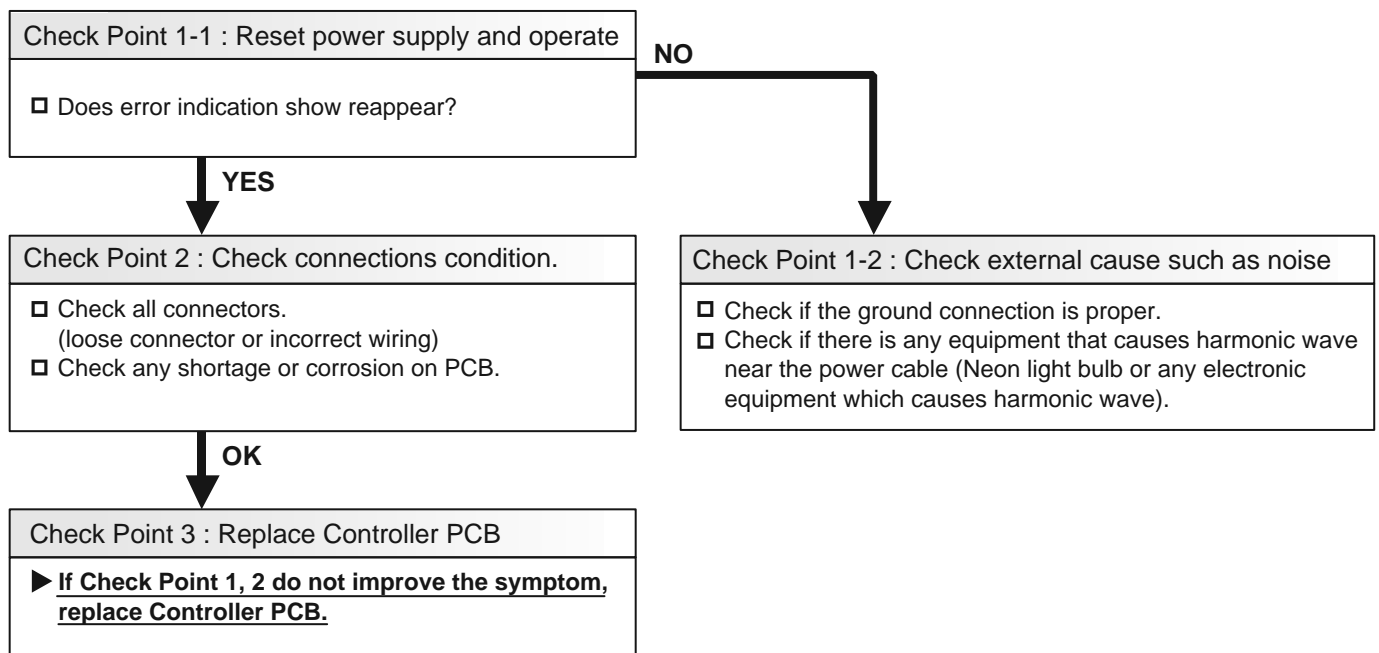 Check Point 1-1 : Reset power supply and operate
Does error indication show reappear?
NO
YES
Check Point 2 : Check connections condition.
Check all connectors.
(loose connector or incorrect wiring)
Check any shortage or corrosion on PCB.
Check Point 1-2 : Check external cause such as noise
Check if the ground connection is proper.
Check if there is any equipment that causes harmonic wave
near the power cable (Neon light bulb or any electronic
equipment which causes harmonic wave).
OK
Check Point 3 : Replace Controller PCB
If Check Point 1, 2 do not improve the symptom,
replace Controller PCB.